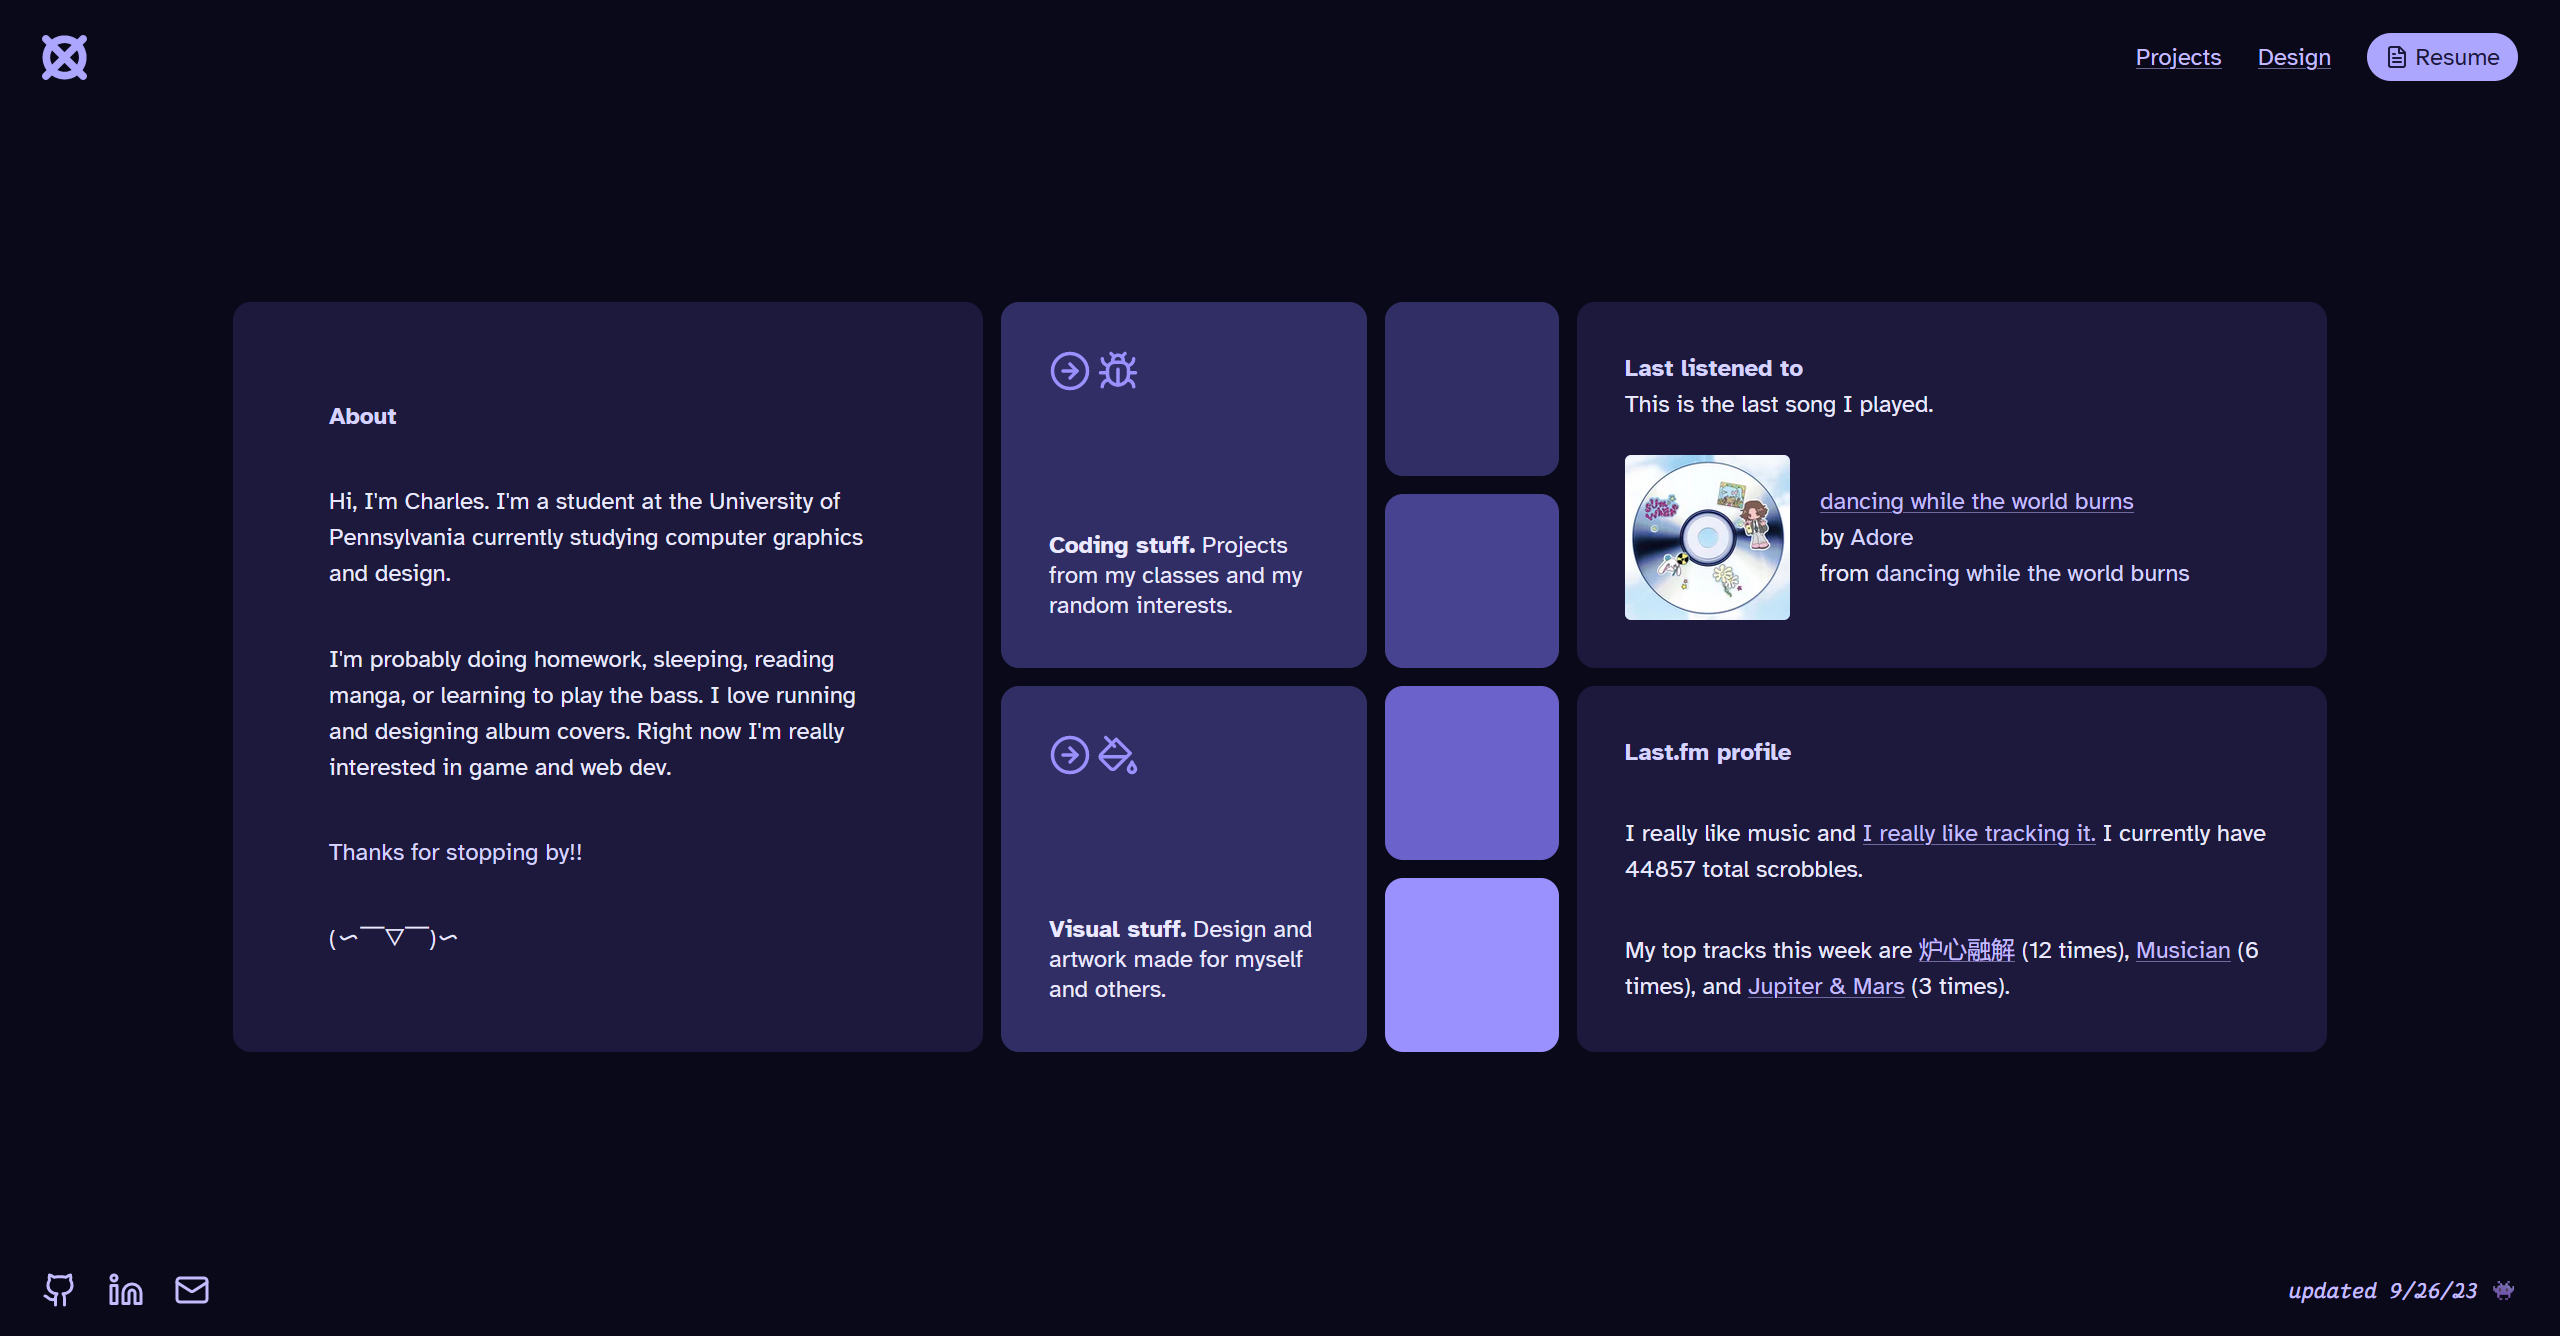 Projects
Design
Resume
About
Hi, I'm Charles. I'm a student at the University of
Pennsylvania currently studying computer graphics
and design.
I'm probably doing homework, sleeping, reading
manga, or learning to play the bass. I love running
and designing album covers. Right now I'm really
interested in game and web dev.
Thanks for stopping by!!
(∽￣▽￣)∽
Coding stuff. Projects
from my classes and my
random interests.
Visual stuff. Design and
artwork made for myself
and others.
Last listened to
This is the last song I played.
dancing while the world burns
by Adore
from dancing while the world burns
Last.fm profile
I really like music and I really like tracking it. I currently have
44857 total scrobbles.
My top tracks this week are 炉心融解 (12 times), Musician (6
times), and Jupiter & Mars (3 times).
updated 9/26/23 👾